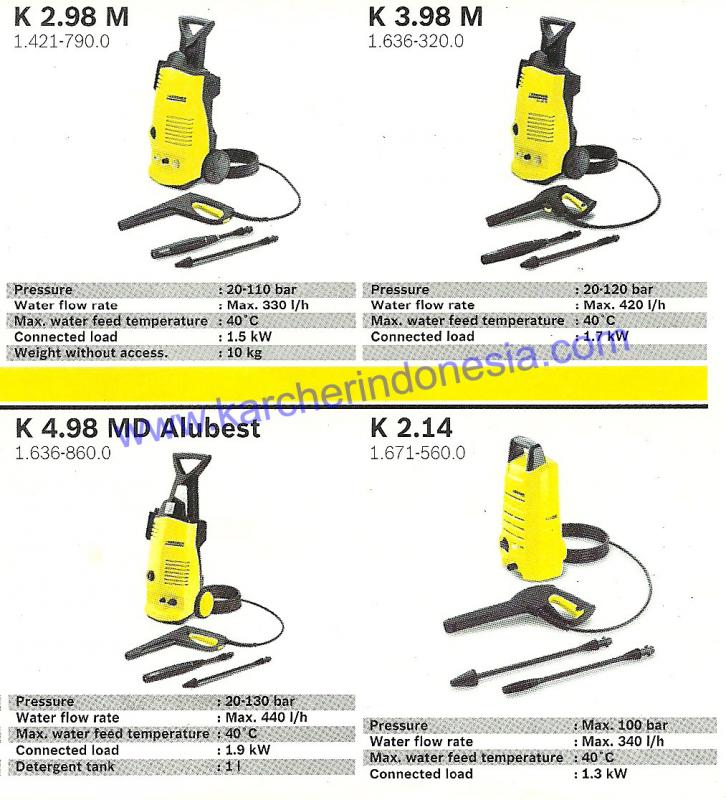 K 2.98 M
1.421-790.0
Pressure : 20-110 bar
Water flow rate : Max. 330 l/h
Max. water feed temperature : 40°C
Connected load : 1.5 kW
Weight without access. : 10 kg
K 3.98 M
1.636-320.0
Pressure : 20-120 bar
Water flow rate : Max. 420 l/h
Max. water feed temperature : 40°C
Connected load : 1.7 kW
www.karcherindonesia.com
K 4.98 MD Alubest
1.636-860.0
Pressure : 20-130 bar
Water flow rate : Max. 440 l/h
Max. water feed temperature : 40°C
Connected load : 1.9 kW
Detergent tank : 1 l
K 2.14
1.671-560.0
Pressure : Max. 100 bar
Water flow rate : Max. 340 l/h
Max. water feed temperature : 40°C
Connected load : 1.3 kW